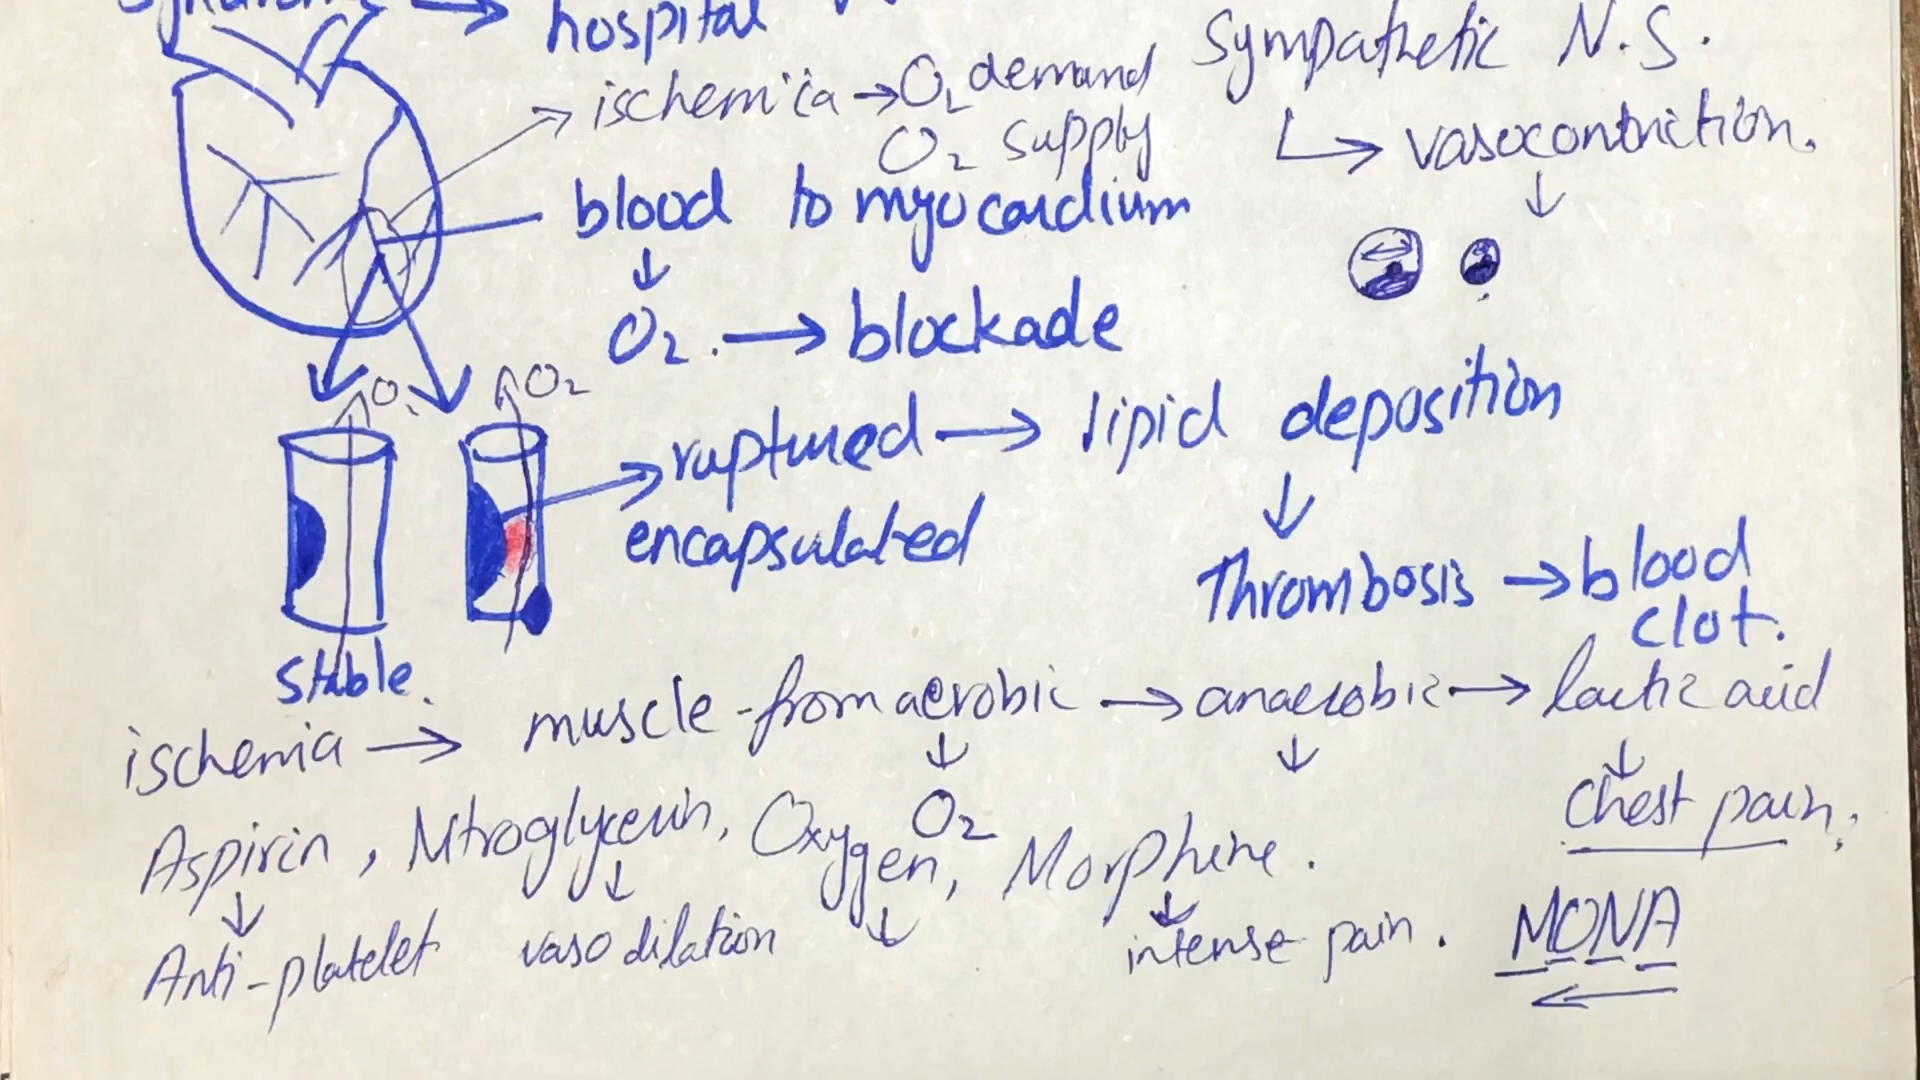 hospital
Sympathetic N.S.
ischemia → O2 demand
O2 supply
→ vasocontriction.
↓
blood to myocardium
↓
O2. → blockade
O2
ruptured → lipid deposition
encapsulated
↓
Thrombosis → blood
clot.
stable.
ischemia → muscle - from aerobic → anaerobic → lactic acid
↓ ↓ ↓
O2
chest pain.
Aspirin, Nitroglycerin, Oxygen, Morphine.
↓ ↓ ↓ ↓
Anti-platelet vasodilation intense pain. MONA
←